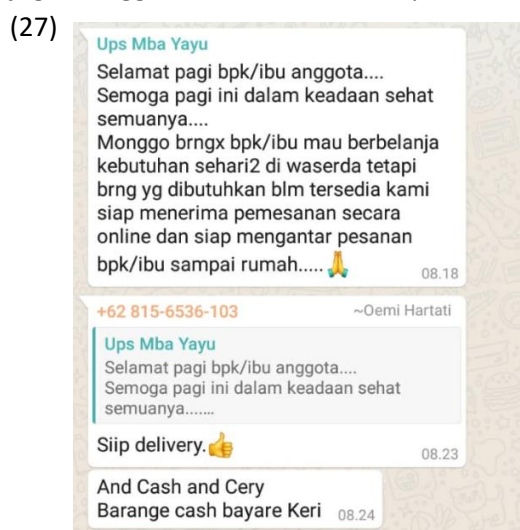 (27)
Ups Mba Yayu
Selamat pagi bpk/ibu anggota....
Semoga pagi ini dalam keadaan sehat
semuanya....
Monggo brngx bpk/ibu mau berbelanja
kebutuhan sehari2 di waserda tetapi
brng yg dibutuhkan blm tersedia kami
siap menerima pemesanan secara
online dan siap mengantar pesanan
bpk/ibu sampai rumah.....🙏
08.18
+62 815-6536-103 ~Oemi Hartati
Ups Mba Yayu
Selamat pagi bpk/ibu anggota....
Semoga pagi ini dalam keadaan sehat
semuanya.......
Siip delivery.👍
08.23
And Cash and Cery
Barange cash bayare Keri 08.24